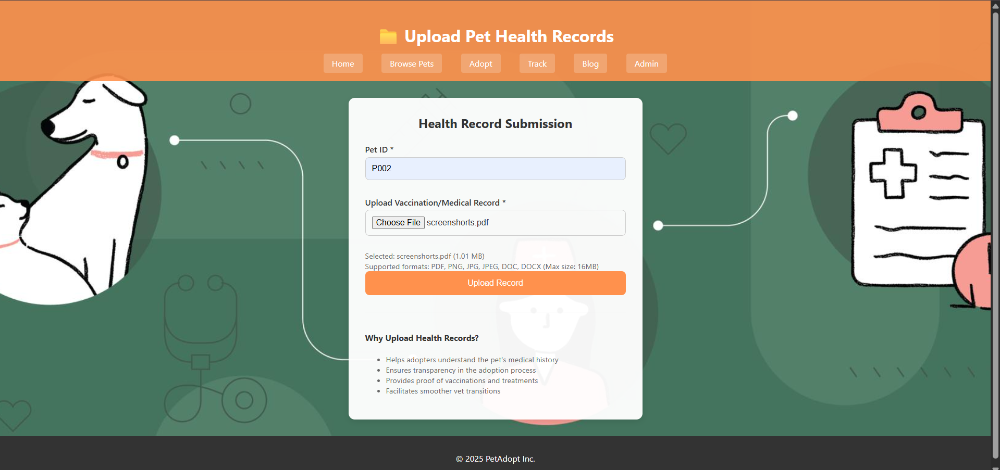 📁 Upload Pet Health Records
Home Browse Pets Adopt Track Blog Admin
Health Record Submission
Pet ID *
P002
Upload Vaccination/Medical Record *
Choose File screenshorts.pdf
Selected: screenshorts.pdf (1.01 MB)
Supported formats: PDF, PNG, JPG, JPEG, DOC, DOCX (Max size: 16MB)
Upload Record
Why Upload Health Records?
• Helps adopters understand the pet's medical history
• Ensures transparency in the adoption process
• Provides proof of vaccinations and treatments
• Facilitates smoother vet transitions
© 2025 PetAdopt Inc.